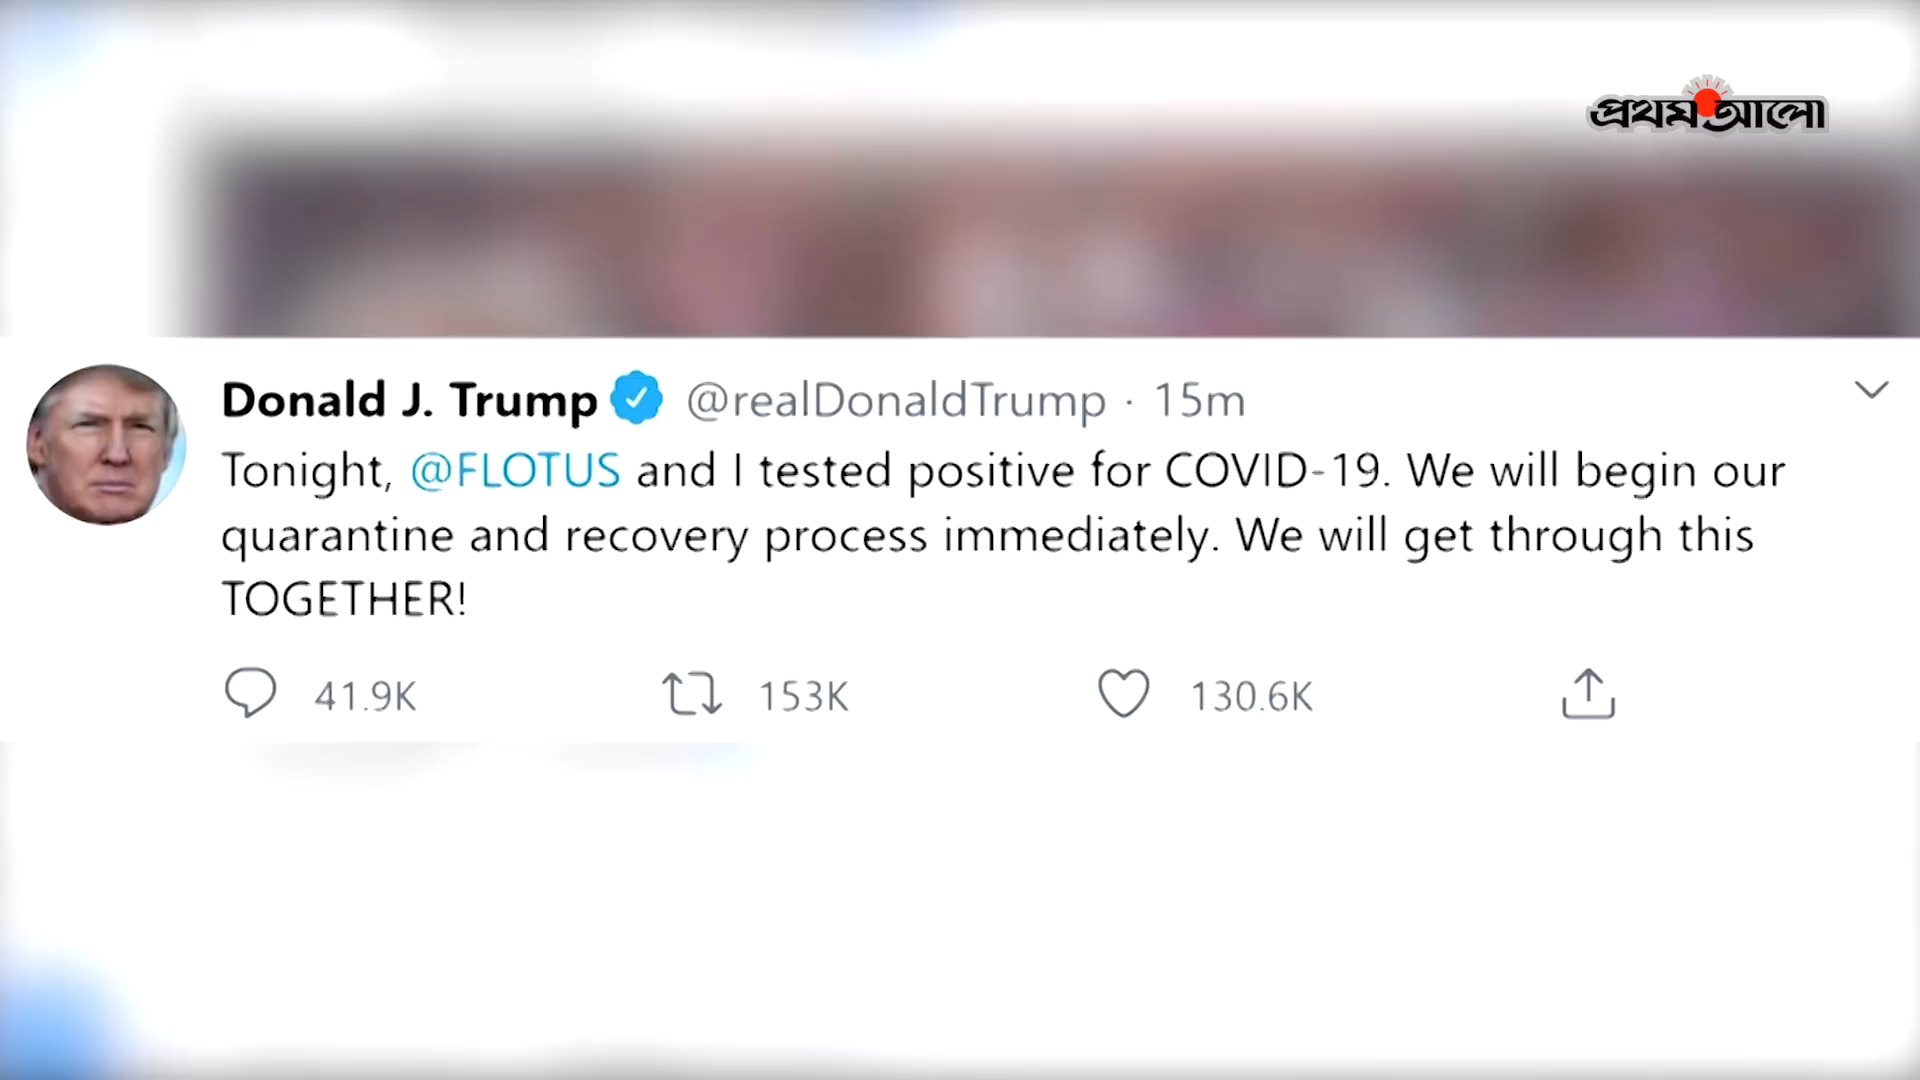 প্রথম আলো
Donald J. Trump @realDonaldTrump · 15m
Tonight, @FLOTUS and I tested positive for COVID-19. We will begin our
quarantine and recovery process immediately. We will get through this
TOGETHER!
41.9K 153K 130.6K